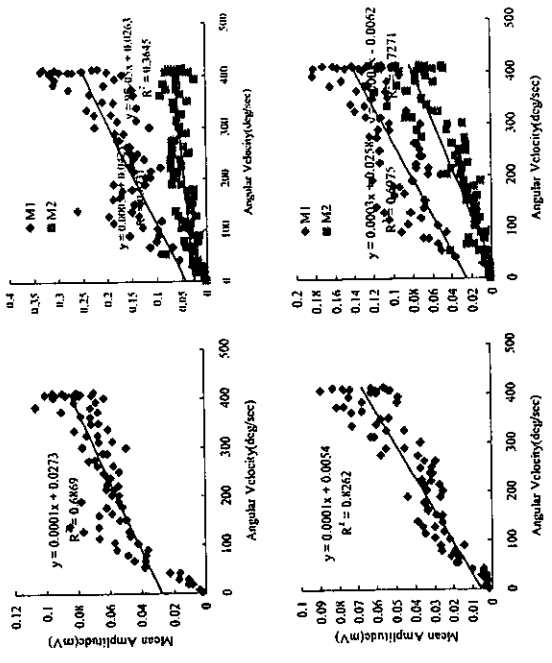 0.12
0.1
0.08
0.06
0.04
0.02
0
y = 0.0001x + 0.0273
R² = 0.6869
0 100 200 300 400 500
Angular Velocity(deg/sec)
Mean Amplitude(mV)
0.4
0.35
0.3
0.25
0.2
0.15
0.1
0.05
0
M1
M2
x + 0.0263
R² = 0.3645
0 100 200 300 400 500
Angular Velocity(deg/sec)
0.1
0.09
0.08
0.07
0.06
0.05
0.04
0.03
0.02
0.01
0
y = 0.0001x + 0.0054
R² = 0.8262
0 100 200 300 400 500
Angular Velocity(deg/sec)
Mean Amplitude(mV)
0.2
0.18
0.16
0.14
0.12
0.1
0.08
0.06
0.04
0.02
0
M1
M2
y = 0.0003x + 0.0258
- 0.0062
0 100 200 300 400 500
Angular Velocity(deg/sec)